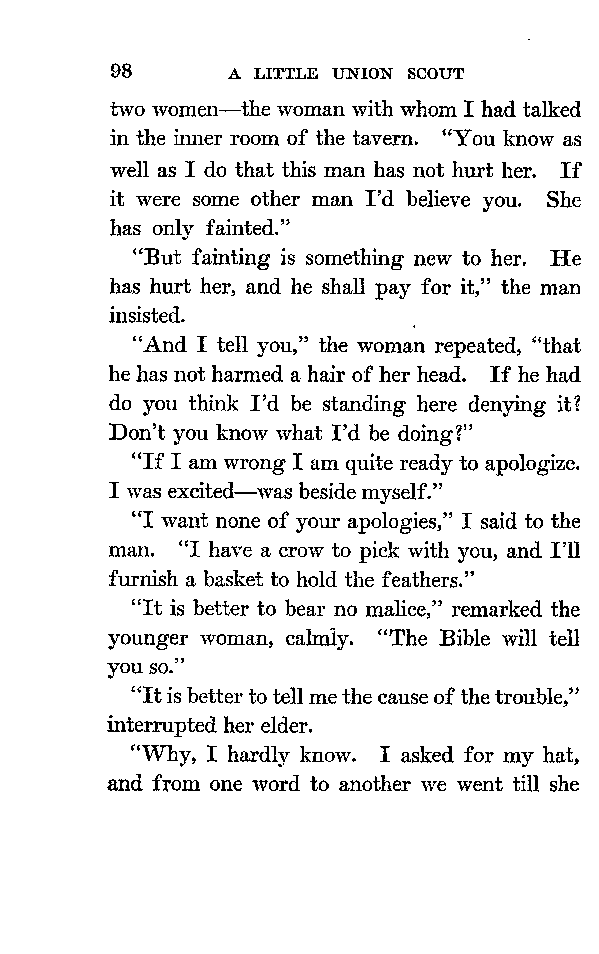 98 A LITTLE UNION SCOUT
two women—the woman with whom I had talked
in the inner room of the tavern. “You know as
well as I do that this man has not hurt her. If
it were some other man I’d believe you. She
has only fainted.”
“But fainting is something new to her. He
has hurt her, and he shall pay for it,” the man
insisted.
“And I tell you,” the woman repeated, “that
he has not harmed a hair of her head. If he had
do you think I’d be standing here denying it?
Don’t you know what I’d be doing?”
“If I am wrong I am quite ready to apologize.
I was excited—was beside myself.”
“I want none of your apologies,” I said to the
man. “I have a crow to pick with you, and I’ll
furnish a basket to hold the feathers.”
“It is better to bear no malice,” remarked the
younger woman, calmly. “The Bible will tell
you so.”
“It is better to tell me the cause of the trouble,”
interrupted her elder.
“Why, I hardly know. I asked for my hat,
and from one word to another we went till she